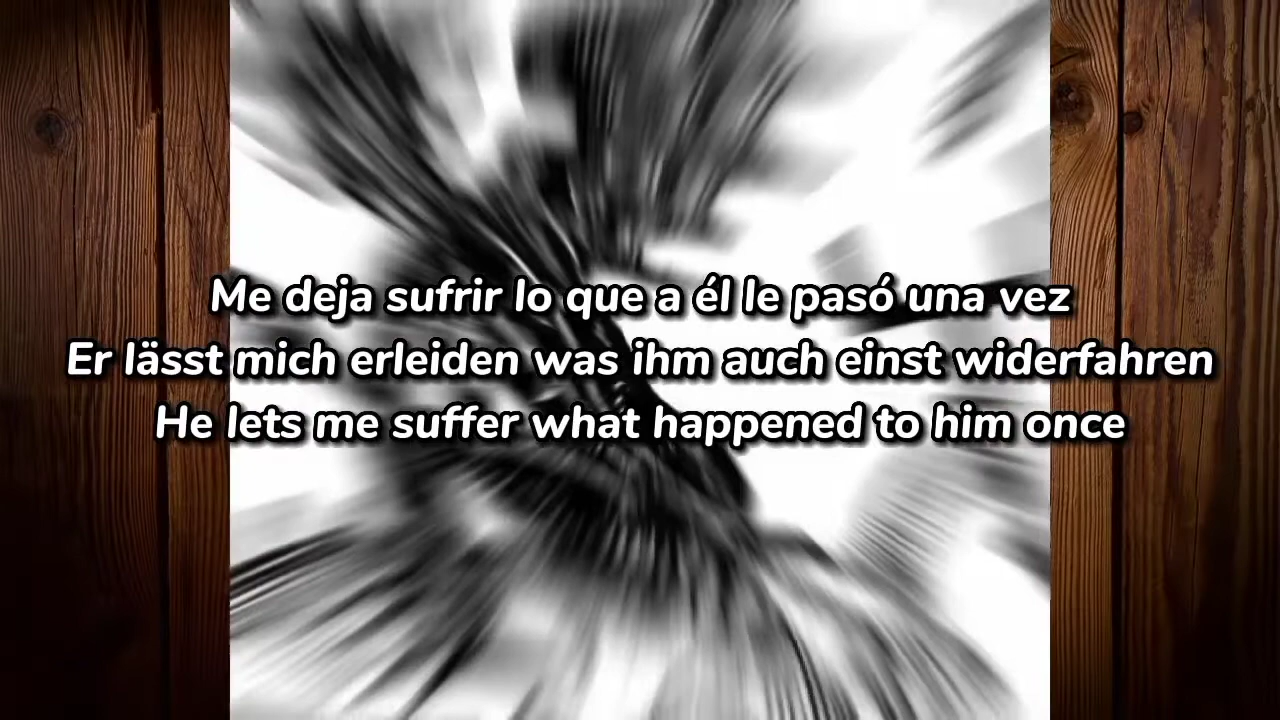 Me deja sufrir lo que a él le pasó una vez
Er lässt mich erleiden was ihm auch einst widerfahren
He lets me suffer what happened to him once